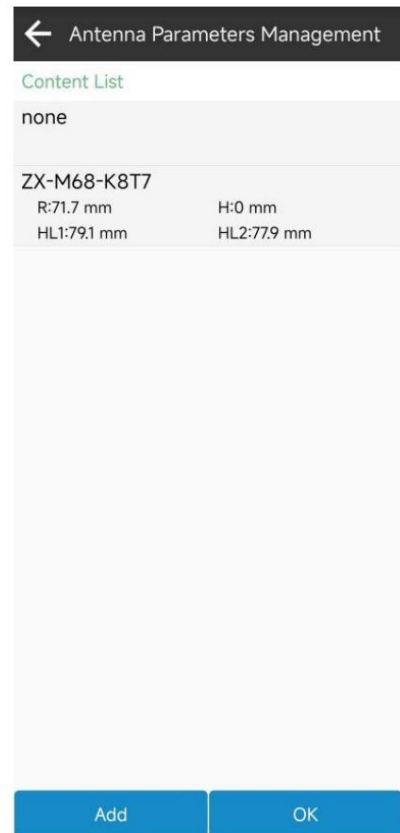 Antenna Parameters Management
Content List
none
ZX-M68-K8T7
R:71.7 mm H:0 mm
HL1:79.1 mm HL2:77.9 mm
Add OK